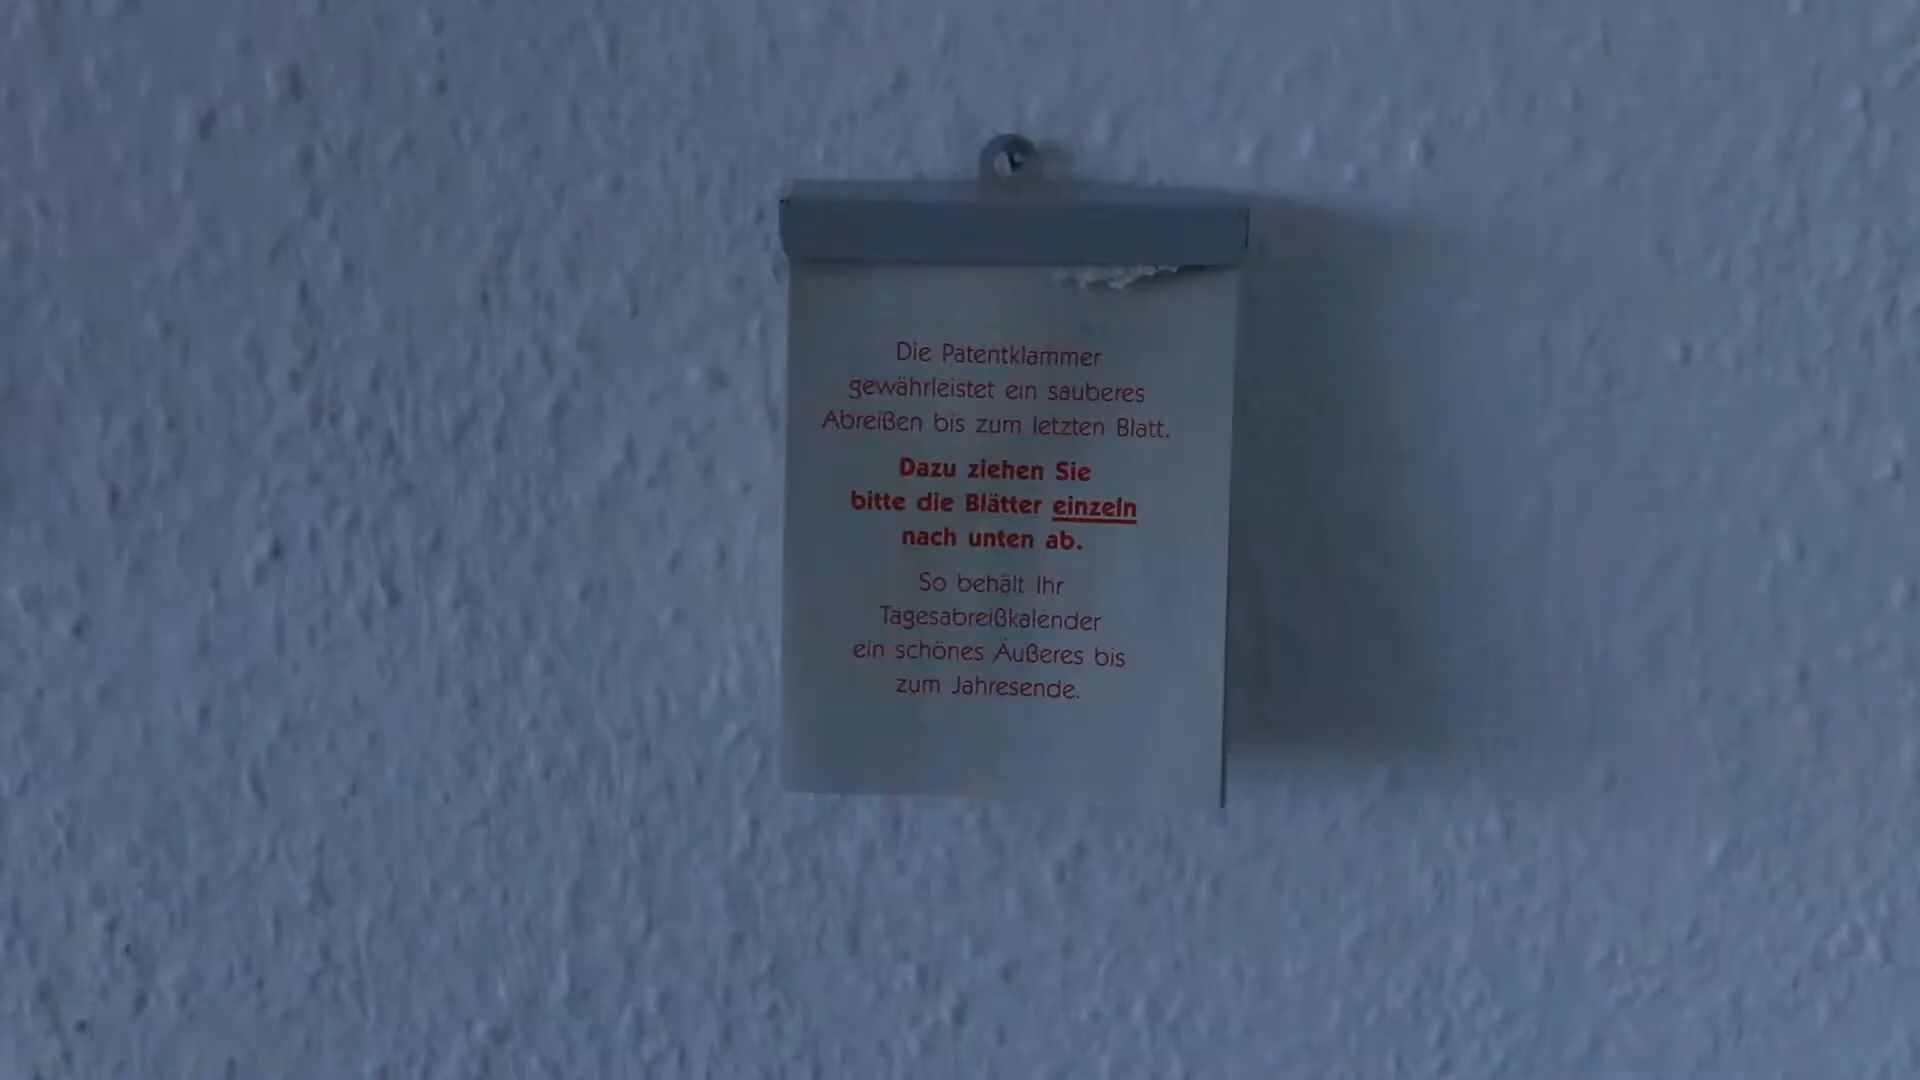 Die Patentklammer
gewährleistet ein sauberes
Abreißen bis zum letzten Blatt.
Dazu ziehen Sie
bitte die Blätter einzeln
nach unten ab.
So behält Ihr
Tagesabreißkalender
ein schönes Äußeres bis
zum Jahresende.